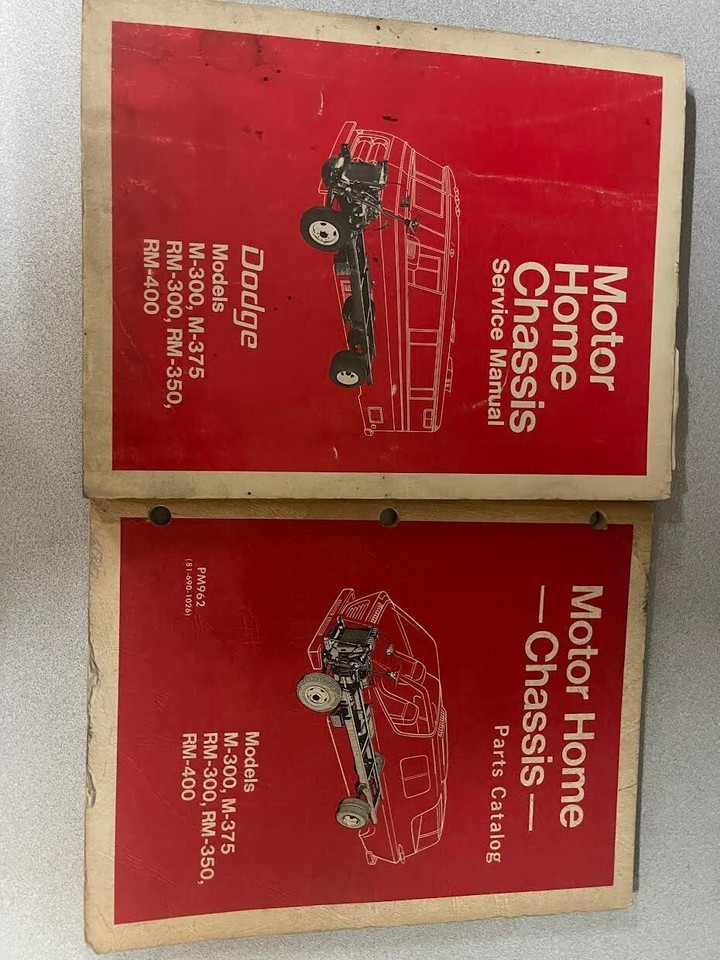 Motor
Home
Chassis
Service Manual
Dodge
Models
M-300, M-375
RM-300, RM-350,
RM-400
Motor Home
—Chassis—
Parts Catalog
Models
M-300, M-375
RM-300, RM-350,
RM-400
PM962
(81-690-1026)